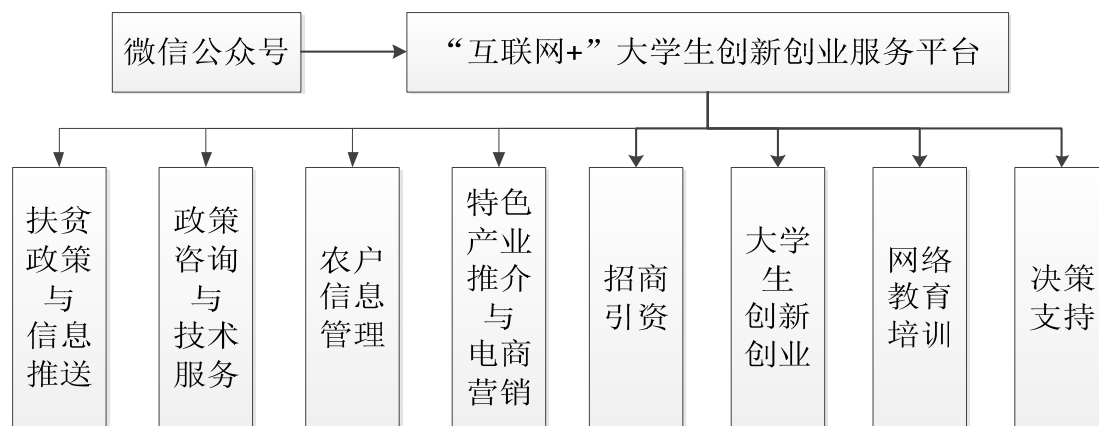 微信公众号
“互联网+”大学生创新创业服务平台
扶贫
政策
与
信息
推送
政策
咨询
与
技术
服务
农户
信息
管理
特色
产业
推介
与
电商
营销
招商
引资
大学
生
创新
创业
网络
教育
培训
决策
支持